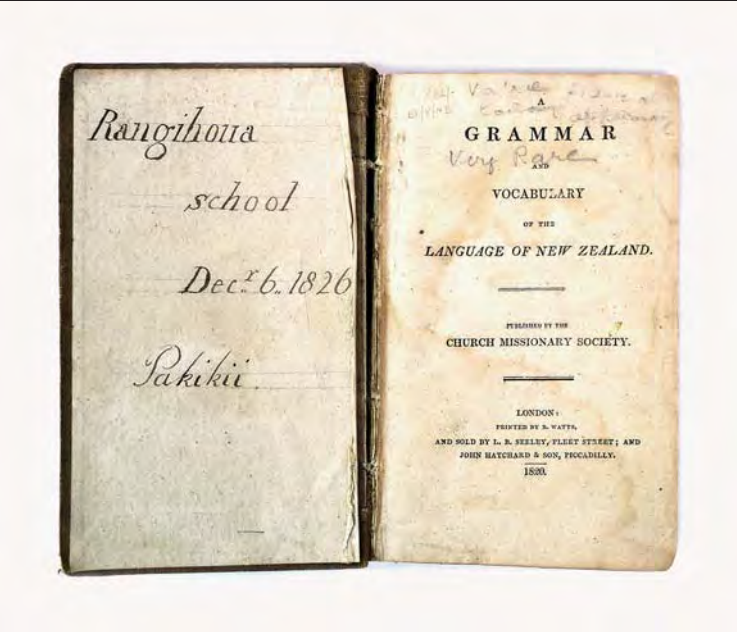 Rangihoua
school
Decr. 6.. 1826
Pakikii.
A
GRAMMAR
Very Rare
AND
VOCABULARY
OF THE
LANGUAGE OF NEW ZEALAND.
PUBLISHED BY THE
CHURCH MISSIONARY SOCIETY.
LONDON:
PRINTED BY R. WATTS,
AND SOLD BY L. B. SEELEY, FLEET STREET; AND
JOHN HATCHARD & SON, PICCADILLY.
1820.